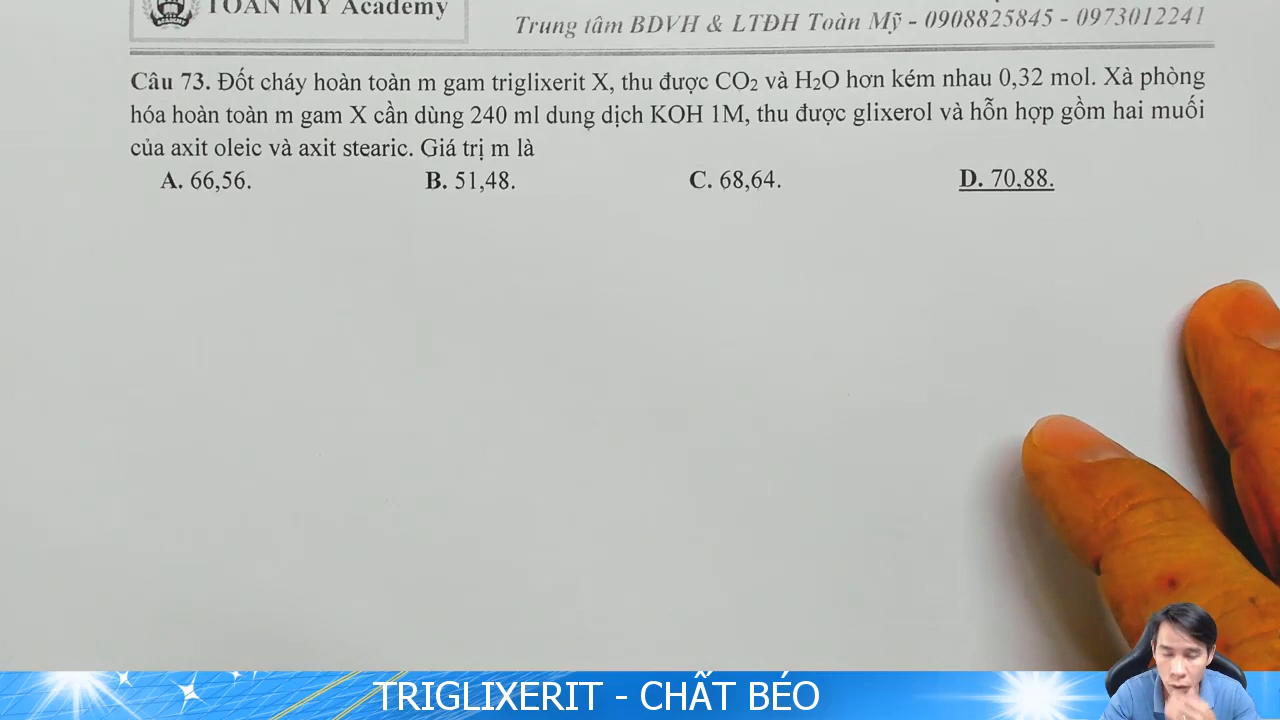 TOÁN MỸ Academy
Trung tâm BDVH & LTĐH Toàn Mỹ - 0908825845 - 0973012241
Câu 73. Đốt cháy hoàn toàn m gam triglixerit X, thu được CO2 và H2O hơn kém nhau 0,32 mol. Xà phòng
hóa hoàn toàn m gam X cần dùng 240 ml dung dịch KOH 1M, thu được glixerol và hỗn hợp gồm hai muối
của axit oleic và axit stearic. Giá trị m là
A. 66,56. B. 51,48. C. 68,64. D. 70,88.
TRIGLIXERIT - CHẤT BÉO